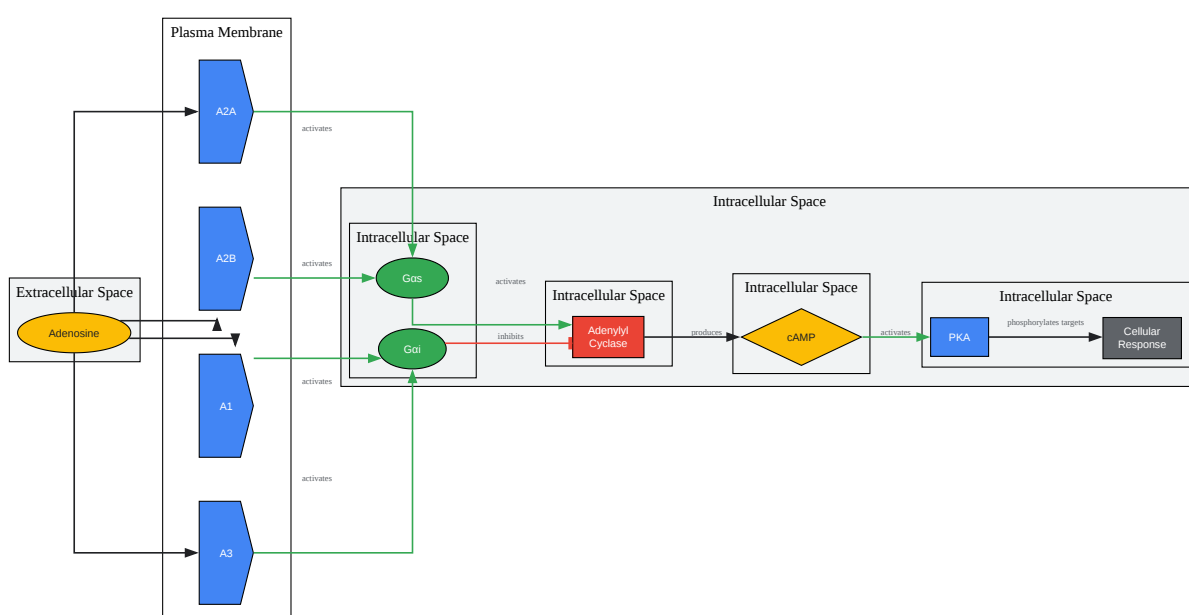 Plasma Membrane
A2A
activates
A2B
activates
Extracellular Space
Adenosine
A1
activates
A3
activates
Intracellular Space
Intracellular Space
Gαs
Gαi
activates
inhibits
Intracellular Space
Adenylyl
Cyclase
produces
Intracellular Space
cAMP
activates
Intracellular Space
PKA
phosphorylates targets
Cellular
Response